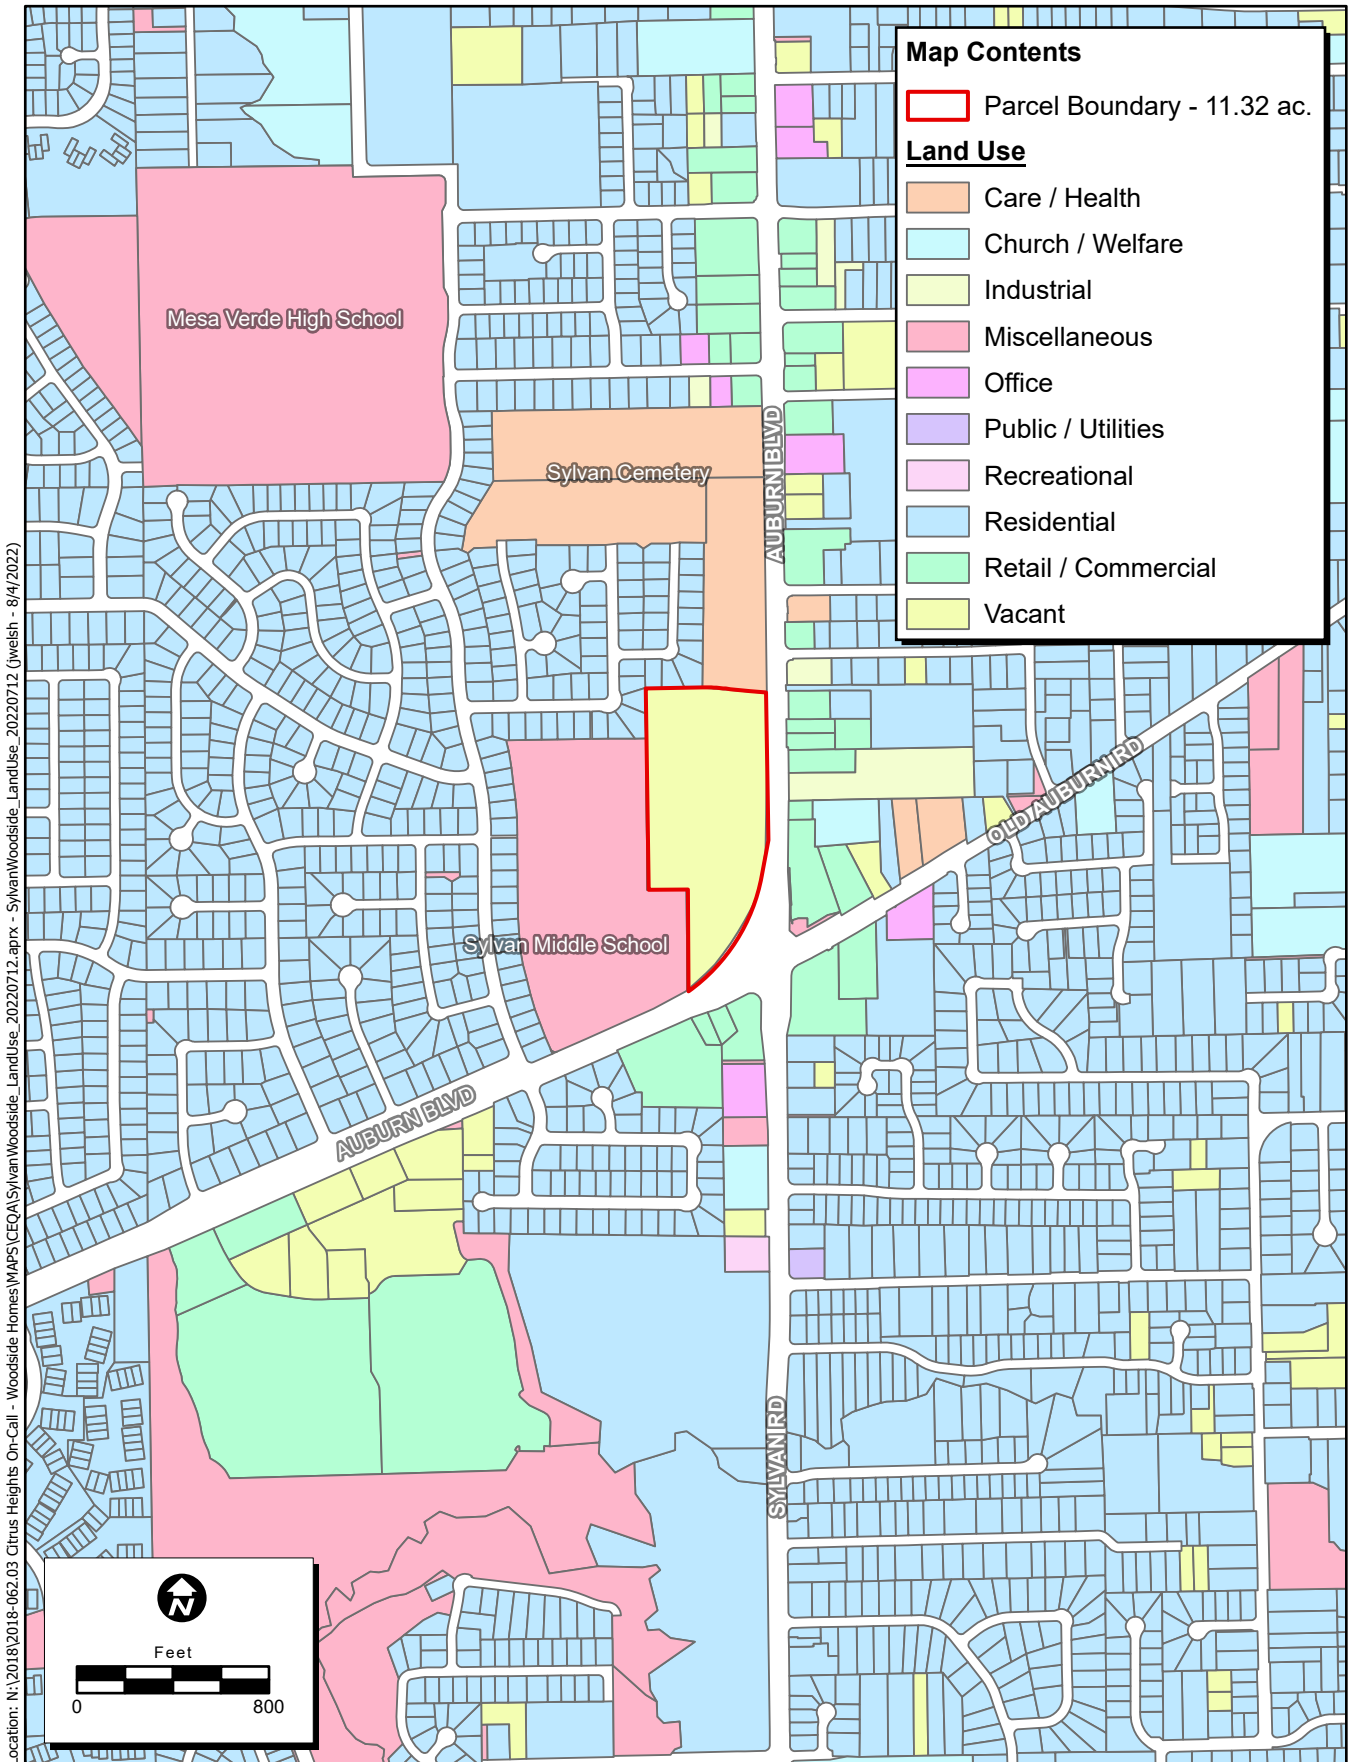 Map Contents
Parcel Boundary - 11.32 ac.
Land Use
Care / Health
Church / Welfare
Industrial
Miscellaneous
Office
Public / Utilities
Recreational
Residential
Retail / Commercial
Vacant
Mesa Verde High School
Sylvan Cemetery
AUBURN BLVD
OLD AUBURN RD
Sylvan Middle School
AUBURN BLVD
SYLVAN RD
N
Feet
0 800
ocation: N:\2018\2018-062.03 Citrus Heights On-Call - Woodside Homes\MAPS\CEQA\SylvanWoodside_LandUse_20220712.aprx - SylvanWoodside_LandUse_20220712 (jwelsh - 8/4/2022)